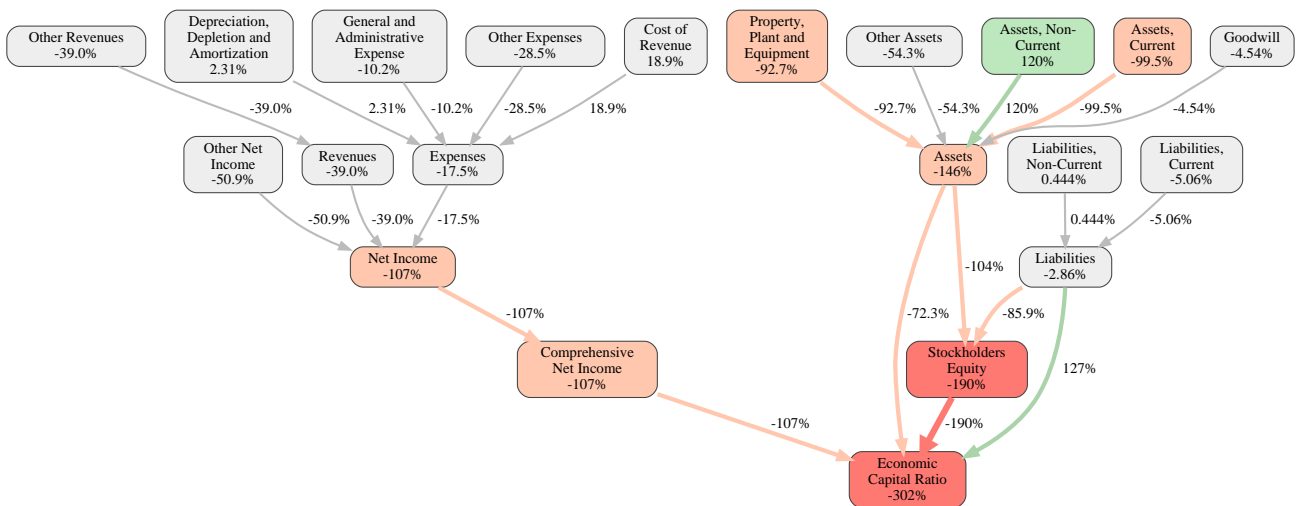 Other Revenues
-39.0%
Depreciation,
Depletion and
Amortization
2.31%
General and
Administrative
Expense
-10.2%
Other Expenses
-28.5%
Cost of
Revenue
18.9%
Property,
Plant and
Equipment
-92.7%
Other Assets
-54.3%
Assets, Non-
Current
120%
Assets,
Current
-99.5%
Goodwill
-4.54%
-39.0%
2.31%
-10.2%
-28.5%
18.9%
-92.7%
-54.3%
120%
-99.5%
-4.54%
Other Net
Income
-50.9%
Revenues
-39.0%
Expenses
-17.5%
Assets
-146%
Liabilities,
Non-Current
0.444%
Liabilities,
Current
-5.06%
-50.9%
-39.0%
-17.5%
0.444%
-5.06%
Net Income
-107%
-104%
Liabilities
-2.86%
-107%
-72.3%
-85.9%
Comprehensive
Net Income
-107%
Stockholders
Equity
-190%
127%
-107%
-190%
Economic
Capital Ratio
-302%